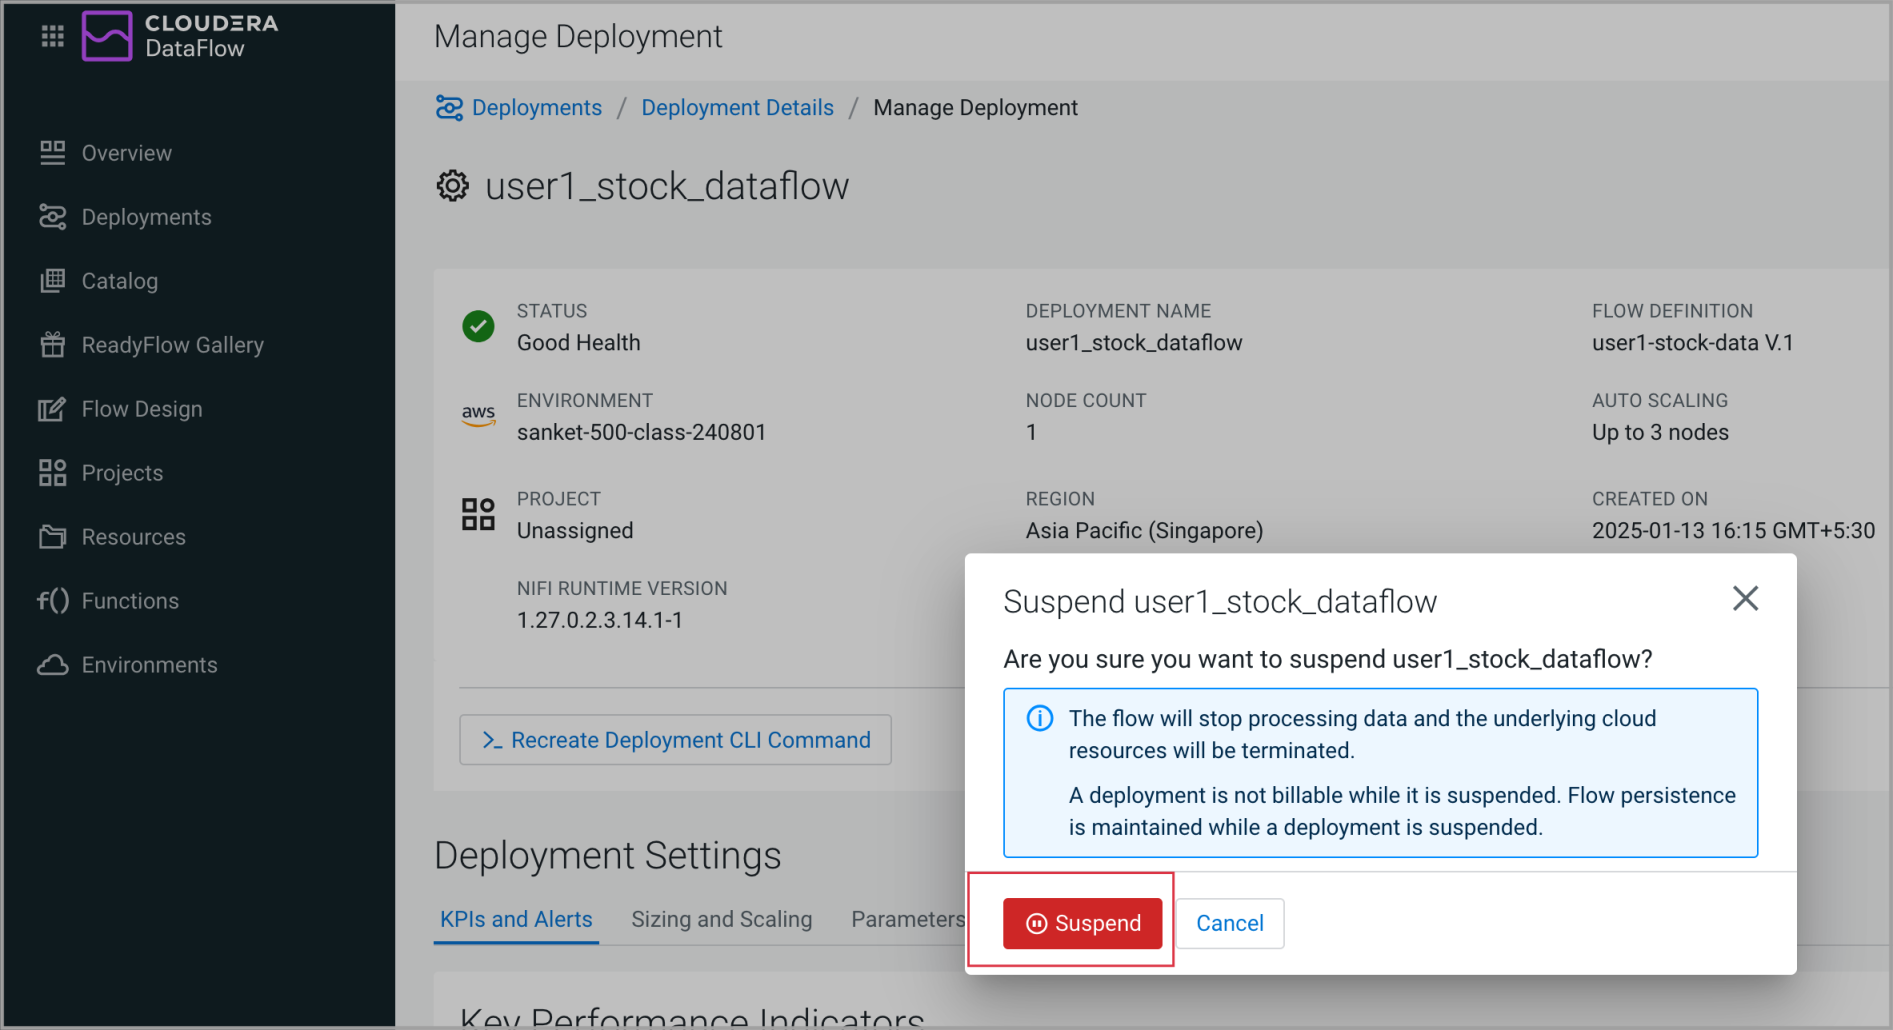 CLOUDERA
DataFlow
Manage Deployment
Overview
Deployments
Catalog
ReadyFlow Gallery
Flow Design
Projects
Resources
Functions
Environments
Deployments / Deployment Details / Manage Deployment
user1_stock_dataflow
STATUS
Good Health
DEPLOYMENT NAME
user1_stock_dataflow
FLOW DEFINITION
user1-stock-data V.1
aws
ENVIRONMENT
sanket-500-class-240801
NODE COUNT
1
AUTO SCALING
Up to 3 nodes
PROJECT
Unassigned
REGION
Asia Pacific (Singapore)
CREATED ON
2025-01-13 16:15 GMT+5:30
NIFI RUNTIME VERSION
1.27.0.2.3.14.1-1
>_ Recreate Deployment CLI Command
Deployment Settings
KPIs and Alerts
Sizing and Scaling
Parameters
Key Performance Indicators
Suspend user1_stock_dataflow
Are you sure you want to suspend user1_stock_dataflow?
The flow will stop processing data and the underlying cloud
resources will be terminated.
A deployment is not billable while it is suspended. Flow persistence
is maintained while a deployment is suspended.
Suspend
Cancel